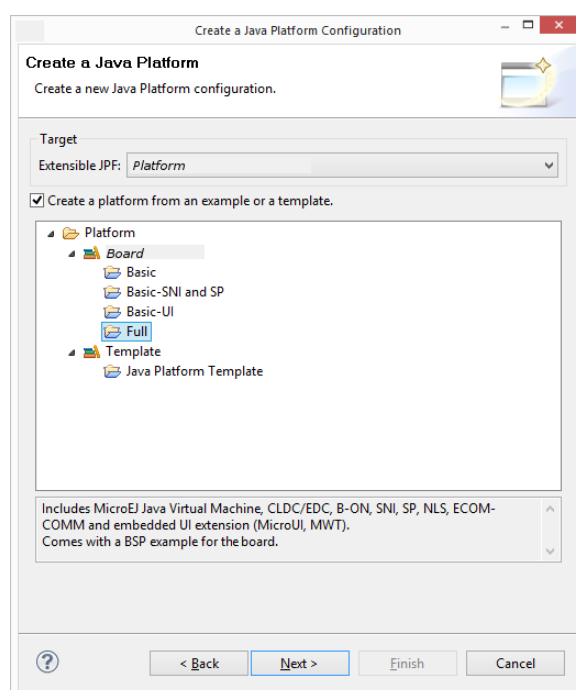 Create a Java Platform Configuration
Create a Java Platform
Create a new Java Platform configuration.
Target
Extensible JPF: Platform
Create a platform from an example or a template.
Platform
Board
Basic
Basic-SNI and SP
Basic-UI
Full
Template
Java Platform Template
Includes MicroEJ Java Virtual Machine, CLDC/EDC, B-ON, SNI, SP, NLS, ECOM-
COMM and embedded UI extension (MicroUI, MWT).
Comes with a BSP example for the board.
< Back Next > Finish Cancel